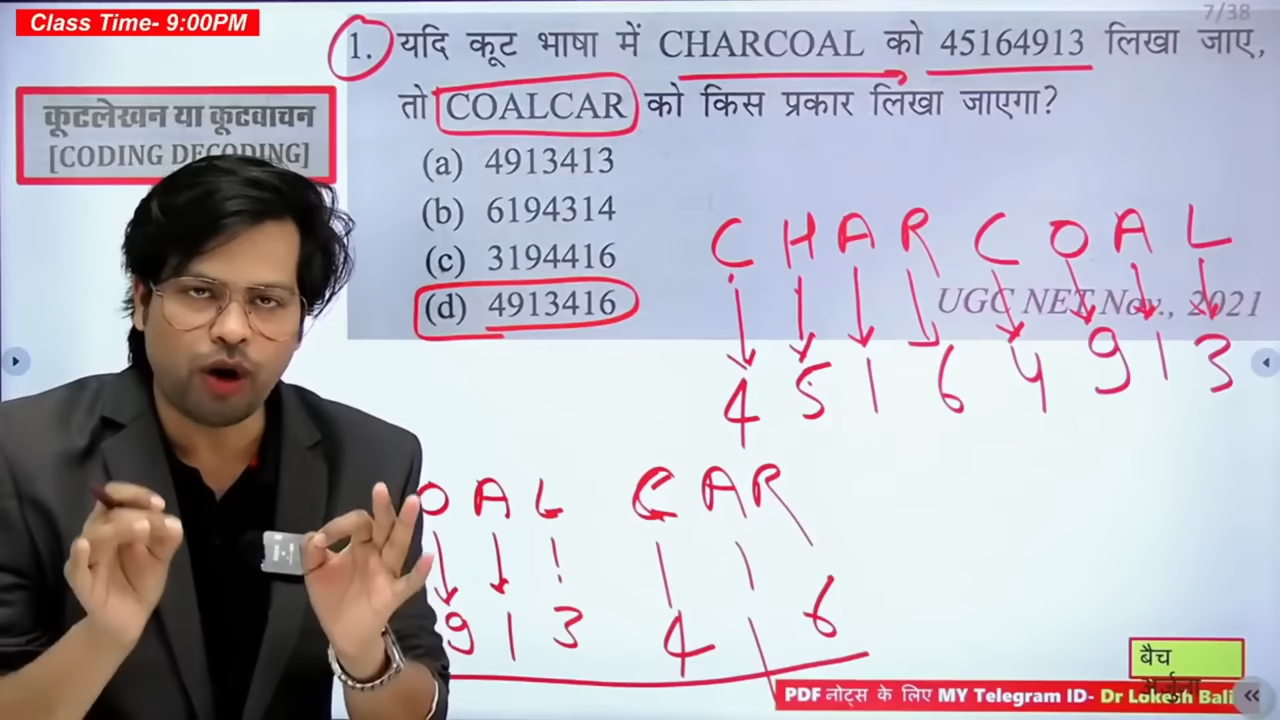 Class Time- 9:00PM
7/38
1. यदि कूट भाषा में CHARCOAL को 45164913 लिखा जाए,
तो COALCAR को किस प्रकार लिखा जाएगा?
कूटलेखन या कूटवाचन
[CODING DECODING]
(a) 4913413
(b) 6194314
(c) 3194416
(d) 4913416
C H A R C O A L
UGC NET Nov., 2021
4 5 1 6 4 9 1 3
O A L C A R
9 1 3 4 1 6
बैच
अर्जुना
PDF नोट्स के लिए MY Telegram ID- Dr Lokesh Bali